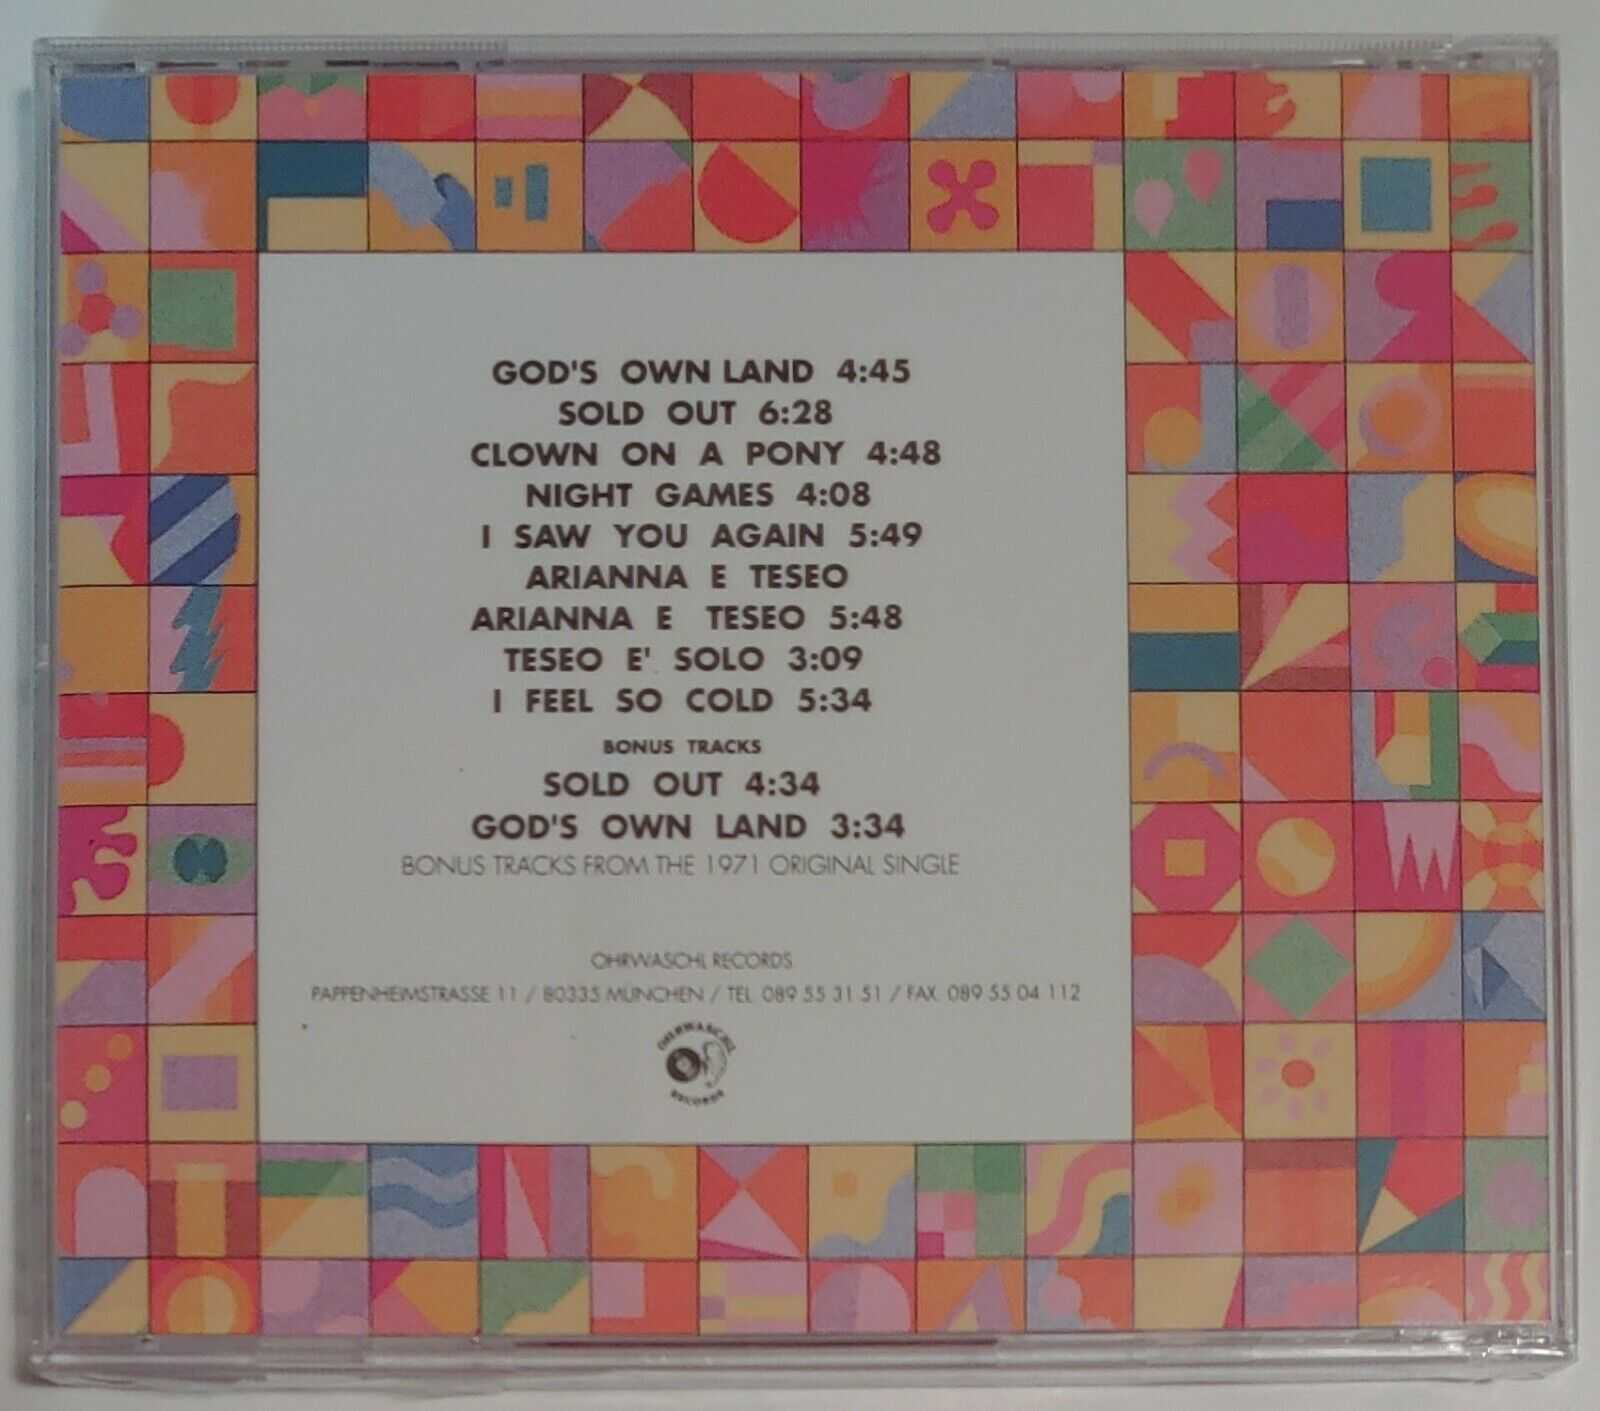 GOD'S OWN LAND 4:45
SOLD OUT 6:28
CLOWN ON A PONY 4:48
NIGHT GAMES 4:08
I SAW YOU AGAIN 5:49
ARIANNA E TESEO
ARIANNA E TESEO 5:48
TESEO E' SOLO 3:09
I FEEL SO COLD 5:34
BONUS TRACKS
SOLD OUT 4:34
GOD'S OWN LAND 3:34
BONUS TRACKS FROM THE 1971 ORIGINAL SINGLE
OHRWASCHL RECORDS
PAPPENHEIMSTRASSE 11 / 80335 MÜNCHEN / TEL. 089 55 31 51 / FAX. 089 55 04 112
OHRWASCHL
RECORDS